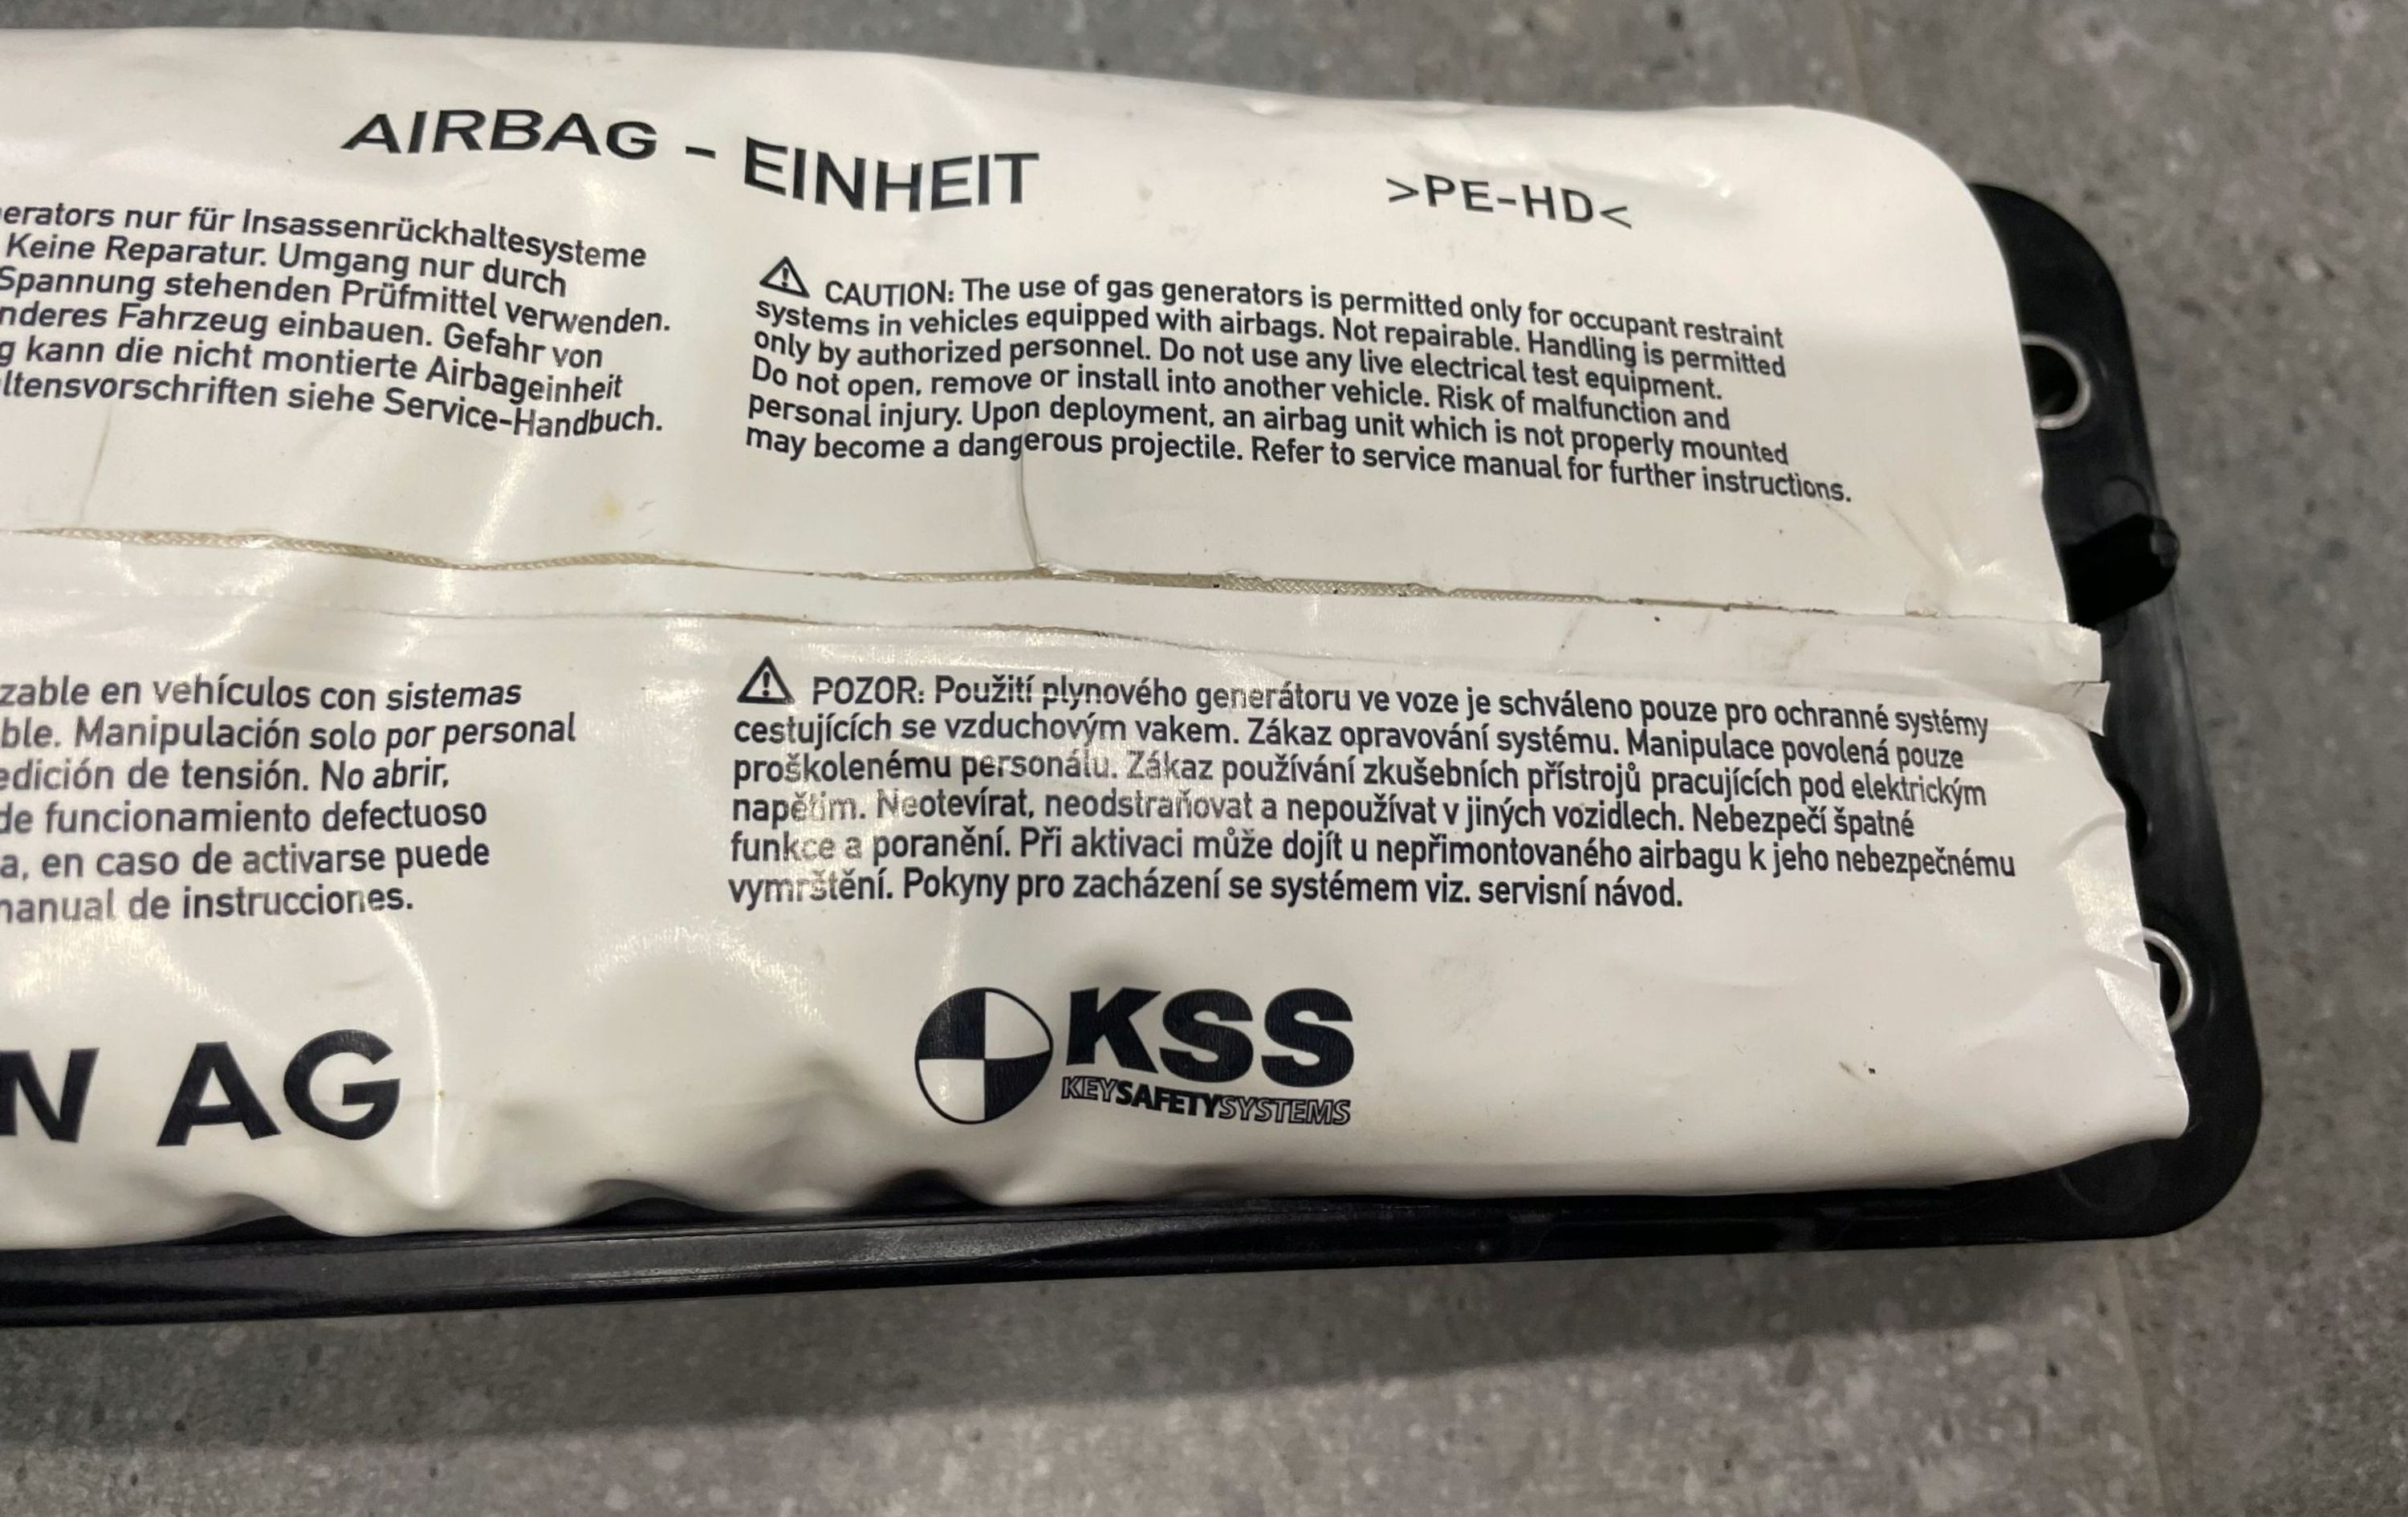 AIRBAG - EINHEIT
>PE-HD<
nur für Insassenrückhaltesysteme
Keine Reparatur. Umgang nur durch
Spannung stehenden Prüfmittel verwenden.
Fahrzeug einbauen. Gefahr von
kann die nicht montierte Airbageinheit
siehe Service-Handbuch.
⚠ CAUTION: The use of gas generators is permitted only for occupant restraint
systems in vehicles equipped with airbags. Not repairable. Handling is permitted
only by authorized personnel. Do not use any live electrical test equipment.
Do not open, remove or install into another vehicle. Risk of malfunction and
personal injury. Upon deployment, an airbag unit which is not properly mounted
may become a dangerous projectile. Refer to service manual for further instructions.
en vehículos con sistemas
Manipulación solo por personal
de tensión. No abrir,
de funcionamiento defectuoso
en caso de activarse puede
manual de instrucciones.
⚠ POZOR: Použití plynového generátoru ve voze je schváleno pouze pro ochranné systémy
cestujících se vzduchovým vakem. Zákaz opravování systému. Manipulace povolená pouze
proškolenému personálu. Zákaz používání zkušebních přístrojů pracujících pod elektrickým
napětim. Neotevírat, neodstraňovat a nepoužívat v jiných vozidlech. Nebezpečí špatné
funkce a poranění. Při aktivaci může dojít u nepřimontovaného airbagu k jeho nebezpečnému
vymrštění. Pokyny pro zacházení se systémem viz. servisní návod.
N AG
KSS
KEYSAFETYSYSTEMS